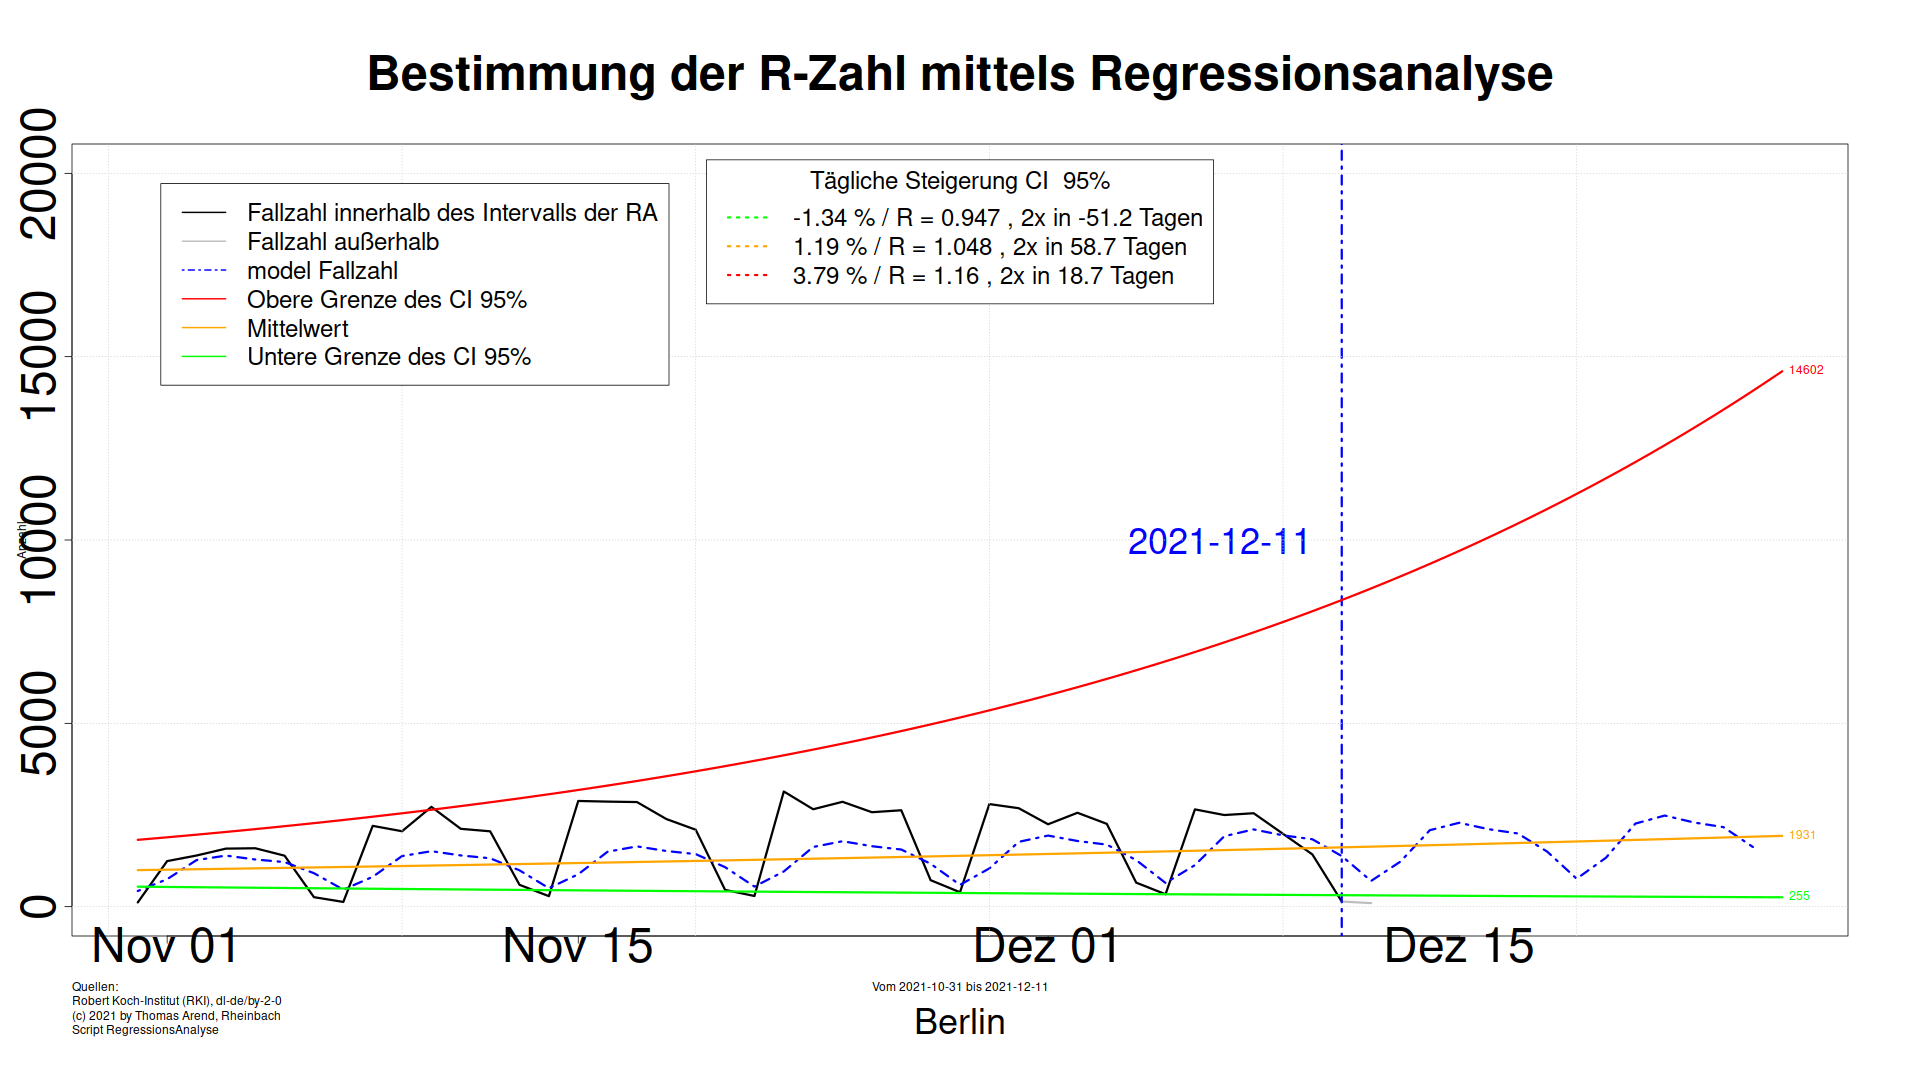 Bestimmung der R-Zahl mittels Regressionsanalyse
20000
15000
10000
5000
0
Anzahl
Fallzahl innerhalb des Intervalls der RA
Fallzahl außerhalb
model Fallzahl
Obere Grenze des CI 95%
Mittelwert
Untere Grenze des CI 95%
Tägliche Steigerung CI 95%
-1.34 % / R = 0.947 , 2x in -51.2 Tagen
1.19 % / R = 1.048 , 2x in 58.7 Tagen
3.79 % / R = 1.16 , 2x in 18.7 Tagen
14602
2021-12-11
1931
255
Nov 01 Nov 15 Dez 01 Dez 15
Quellen:
Robert Koch-Institut (RKI), dl-de/by-2-0
(c) 2021 by Thomas Arend, Rheinbach
Script RegressionsAnalyse
Vom 2021-10-31 bis 2021-12-11
Berlin